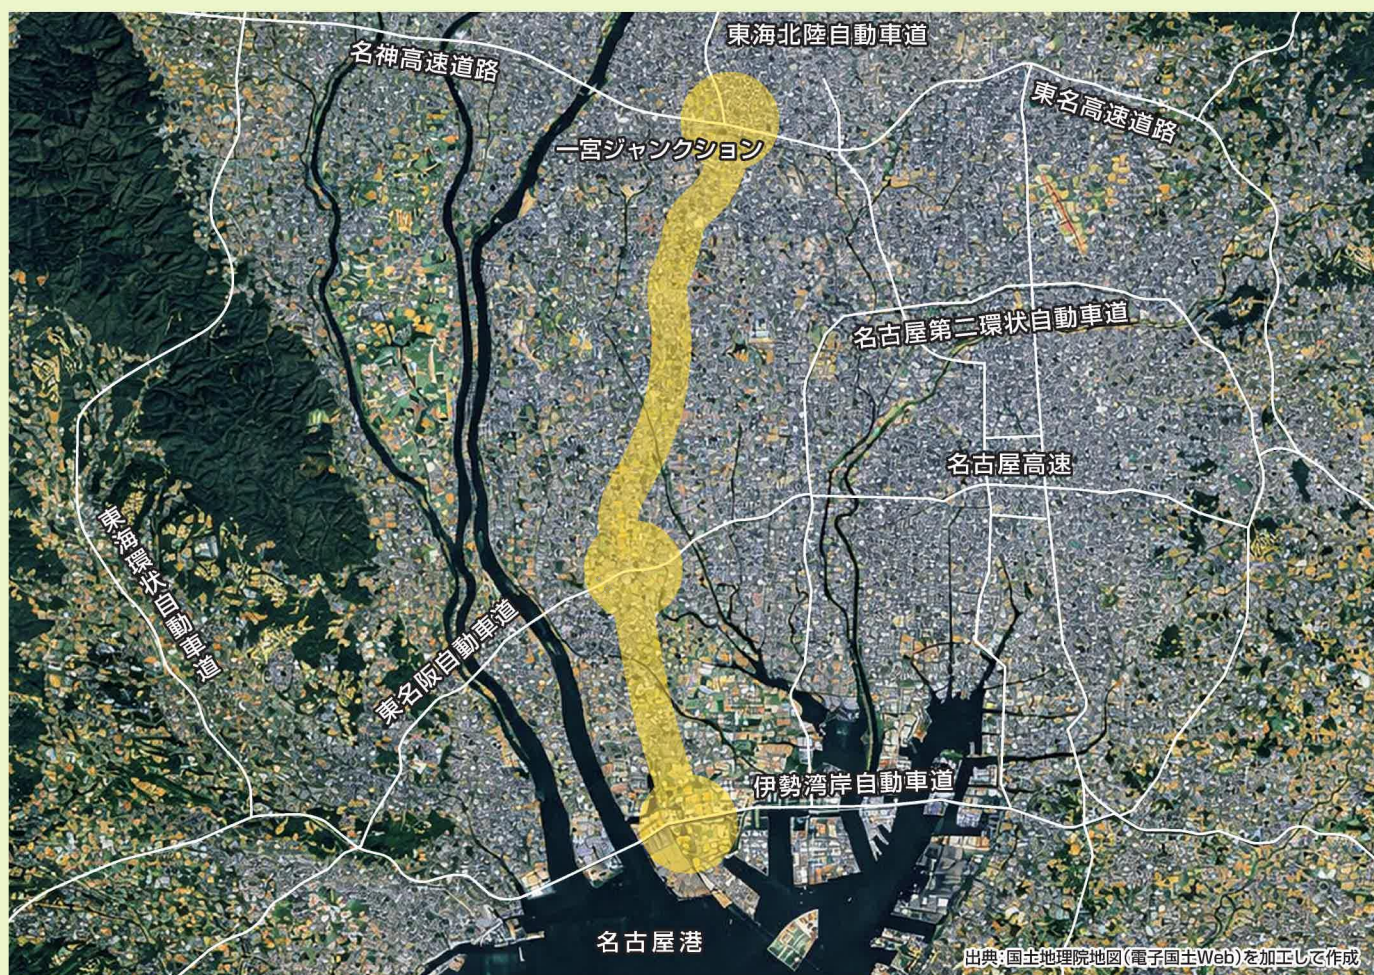 東海北陸自動車道
名神高速道路
東名高速道路
一宮ジャンクション
名古屋第二環状自動車道
名古屋高速
東海環状自動車道
東名阪自動車道
伊勢湾岸自動車道
名古屋港
出典:国土地理院地図(電子国土Web)を加工して作成